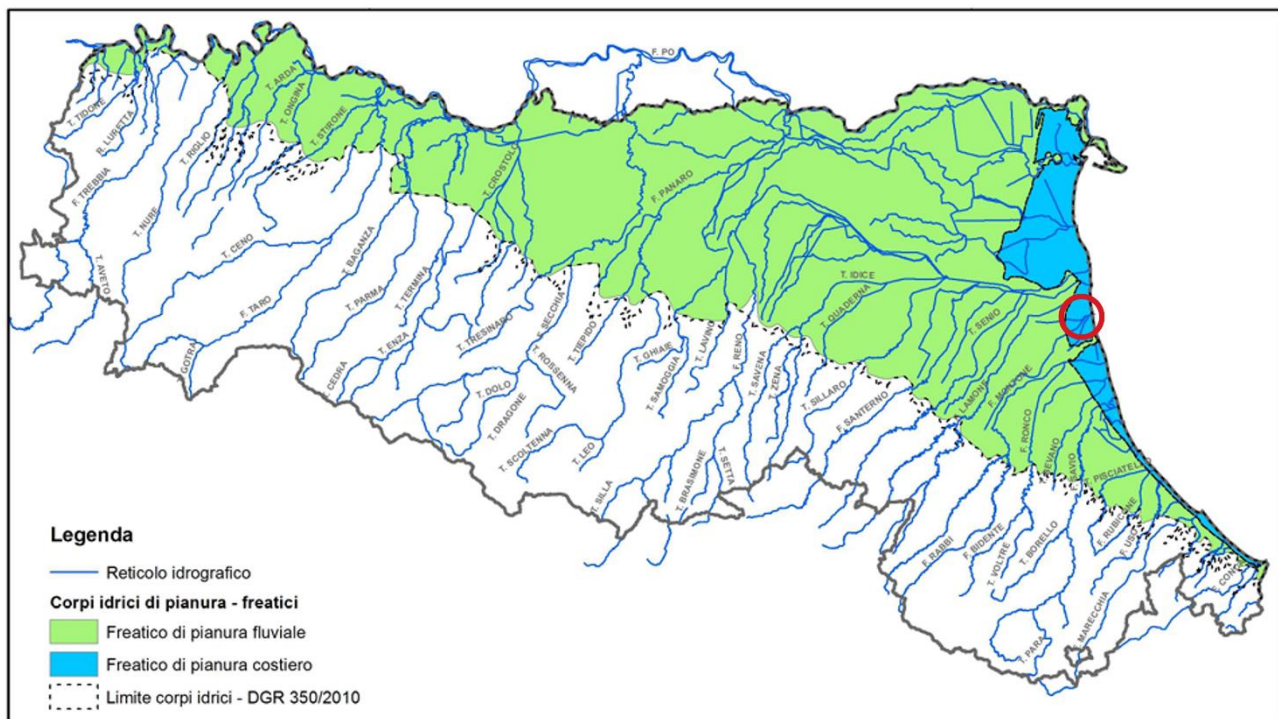 F. PO
T. TIDONE
R. LURETTA
T. ARDA
T. ONGINA
T. STIRONE
T. RIGLIO
F. TREBBIA
T. NURE
T. AVETO
T. CENO
F. TARO
GOTRA
T. BAGANZA
T. PARMA
T. TERMINA
T. ENZA
CEDRA
T. CROSTOLO
T. TRESINARO
F. SECCHIA
T. TIEPIDO
T. ROSSENNA
T. DOLO
T. DRAGONE
T. SCOLTENNA
T. LEO
F. PANARO
T. GHIAIE
T. SAMOGGIA
T. LAVINO
F. RENO
T. SAVENA
T. ZENA
T. SILLA
T. BRASIMONE
T. SETTA
T. IDICE
T. QUADERNA
T. SILLARO
F. SANTERNO
T. SENIO
LAMONE
F. MONTONE
F. RONCO
BEVANO
F. SAVIO
T. PISCIATELLO
F. RABBI
F. BIDENTE
T. VOLTRE
T. BORELLO
F. RUBICONE
F. USO
T. PARA
MARECCHIA
T. CONCA
Legenda
Reticolo idrografico
Corpi idrici di pianura - freatici
Freatico di pianura fluviale
Freatico di pianura costiero
Limite corpi idrici - DGR 350/2010